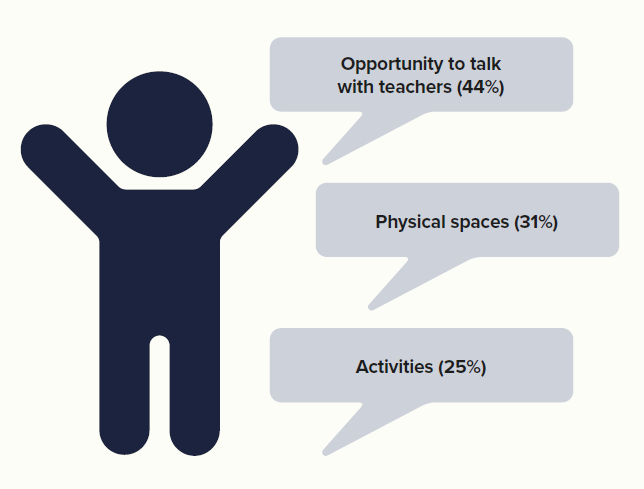 Opportunity to talk
with teachers (44%)
Physical spaces (31%)
Activities (25%)